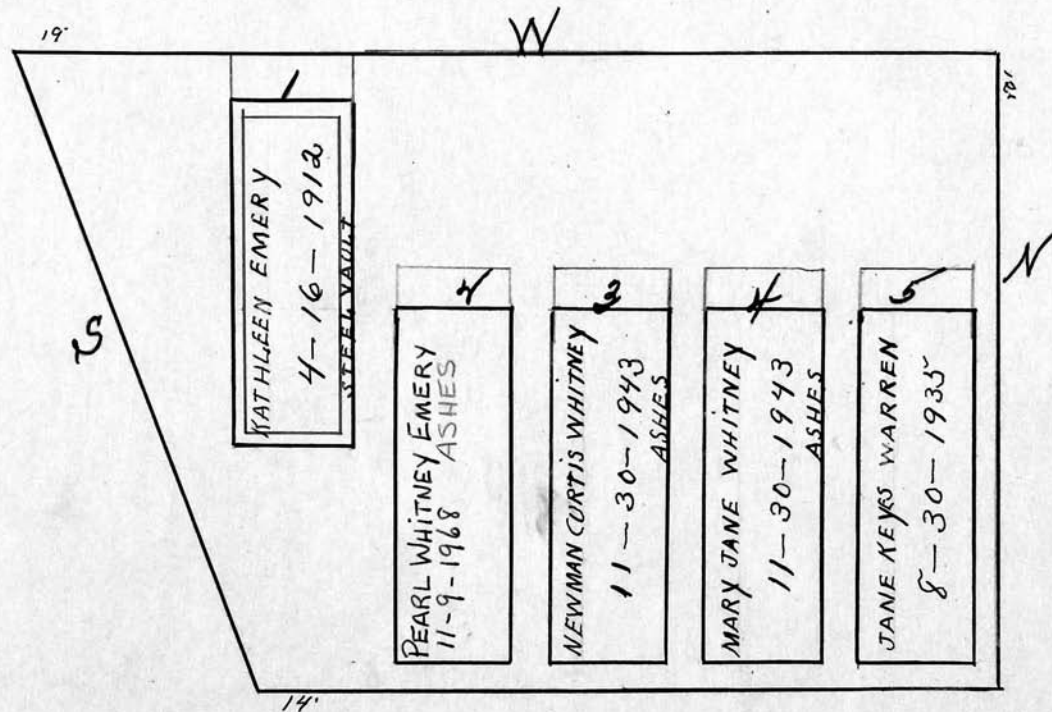 19'
W
10'
S
N
14'
1
KATHLEEN EMERY
4-16-1912
STEEL VAULT
2
PEARL WHITNEY EMERY
11-9-1968 ASHES
3
NEWMAN CURTIS WHITNEY
11-30-1943
ASHES
4
MARY JANE WHITNEY
11-30-1943
ASHES
5
JANE KEYES WARREN
8-30-1935